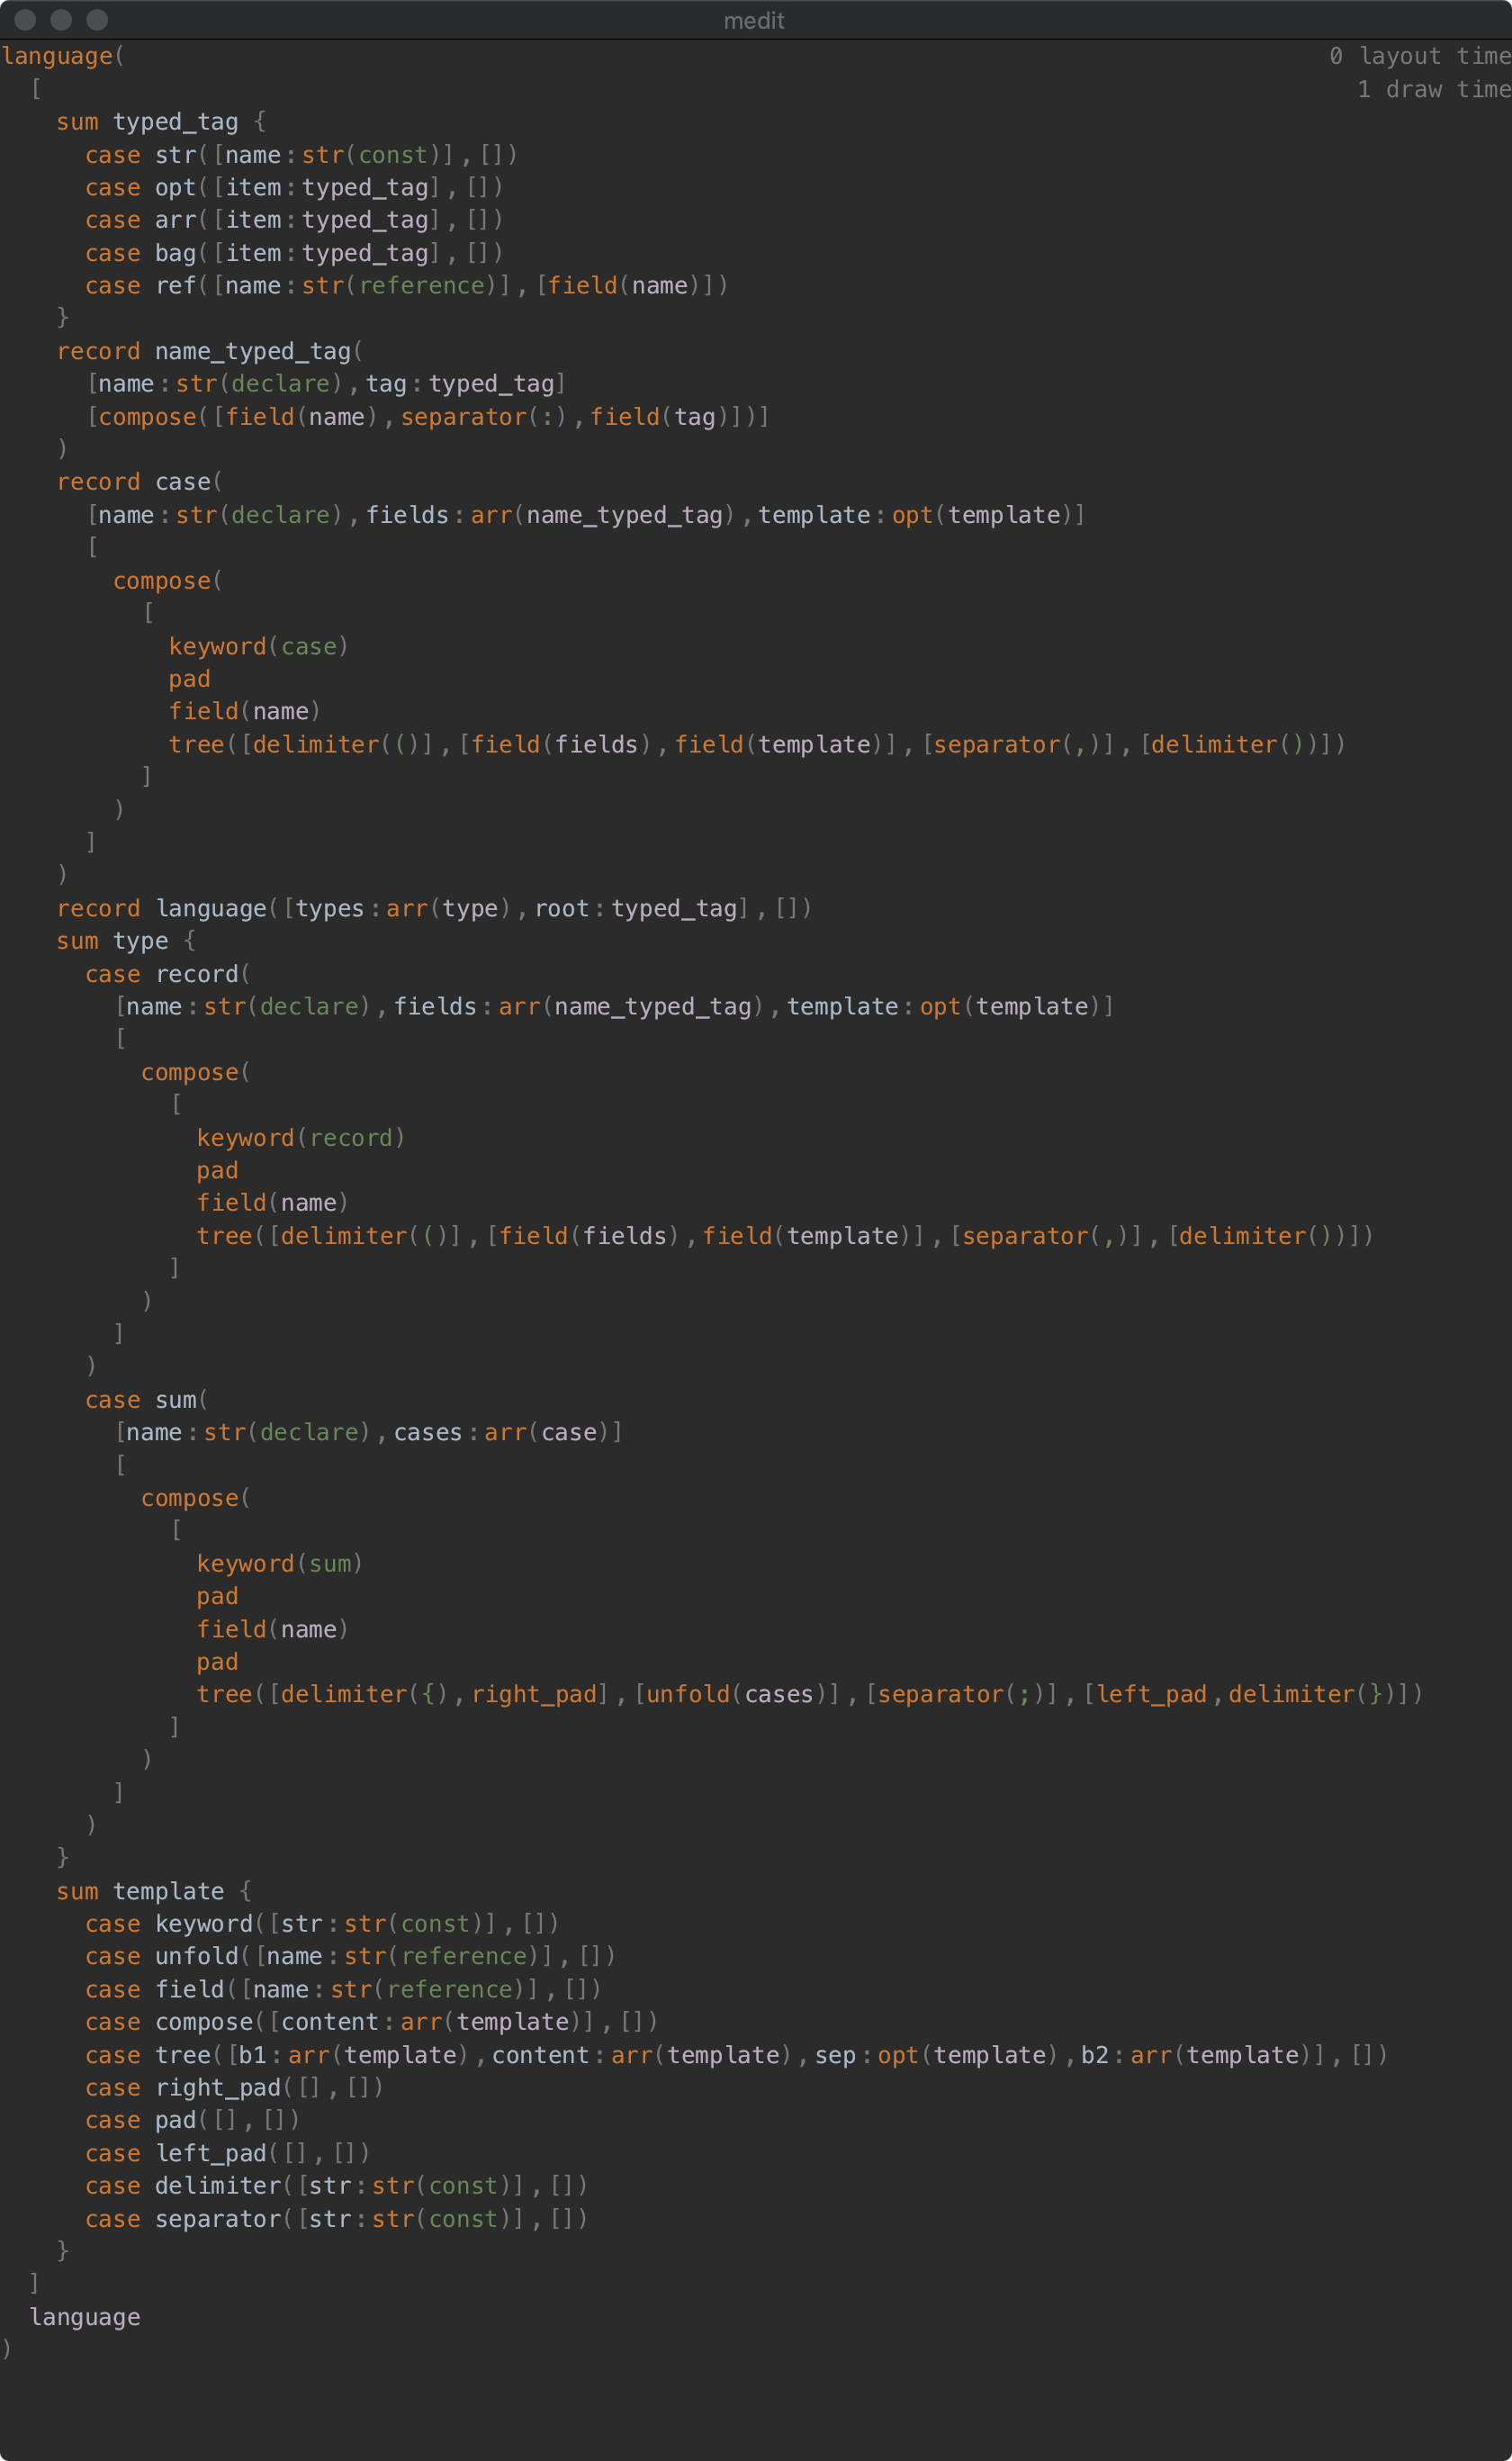 medit
language( 0 layout time
  [ 1 draw time
    sum typed_tag {
      case str([name:str(const)],[])
      case opt([item:typed_tag],[])
      case arr([item:typed_tag],[])
      case bag([item:typed_tag],[])
      case ref([name:str(reference)],[field(name)])
    }
    record name_typed_tag(
      [name:str(declare),tag:typed_tag]
      [compose([field(name),separator(:),field(tag)])]
    )
    record case(
      [name:str(declare),fields:arr(name_typed_tag),template:opt(template)]
      [
        compose(
          [
            keyword(case)
            pad
            field(name)
            tree([delimiter(()],[field(fields),field(template)],[separator(,)],[delimiter())])
          ]
        )
      ]
    )
    record language([types:arr(type),root:typed_tag],[])
    sum type {
      case record(
        [name:str(declare),fields:arr(name_typed_tag),template:opt(template)]
        [
          compose(
            [
              keyword(record)
              pad
              field(name)
              tree([delimiter(()],[field(fields),field(template)],[separator(,)],[delimiter())])
            ]
          )
        ]
      )
      case sum(
        [name:str(declare),cases:arr(case)]
        [
          compose(
            [
              keyword(sum)
              pad
              field(name)
              pad
              tree([delimiter({),right_pad],[unfold(cases)],[separator(;)],[left_pad,delimiter(})])
            ]
          )
        ]
      )
    }
    sum template {
      case keyword([str:str(const)],[])
      case unfold([name:str(reference)],[])
      case field([name:str(reference)],[])
      case compose([content:arr(template)],[])
      case tree([b1:arr(template),content:arr(template),sep:opt(template),b2:arr(template)],[])
      case right_pad([],[])
      case pad([],[])
      case left_pad([],[])
      case delimiter([str:str(const)],[])
      case separator([str:str(const)],[])
    }
  ]
  language
)